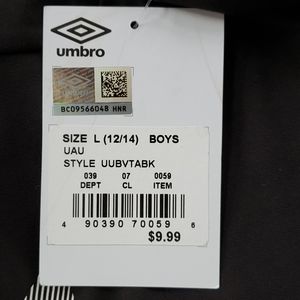 umbro
BC09566048 HNR
SIZE L (12/14) BOYS
UAU
STYLE UUBVTABK
039 07 0059
DEPT CL ITEM
4 90390 70059 6
$9.99